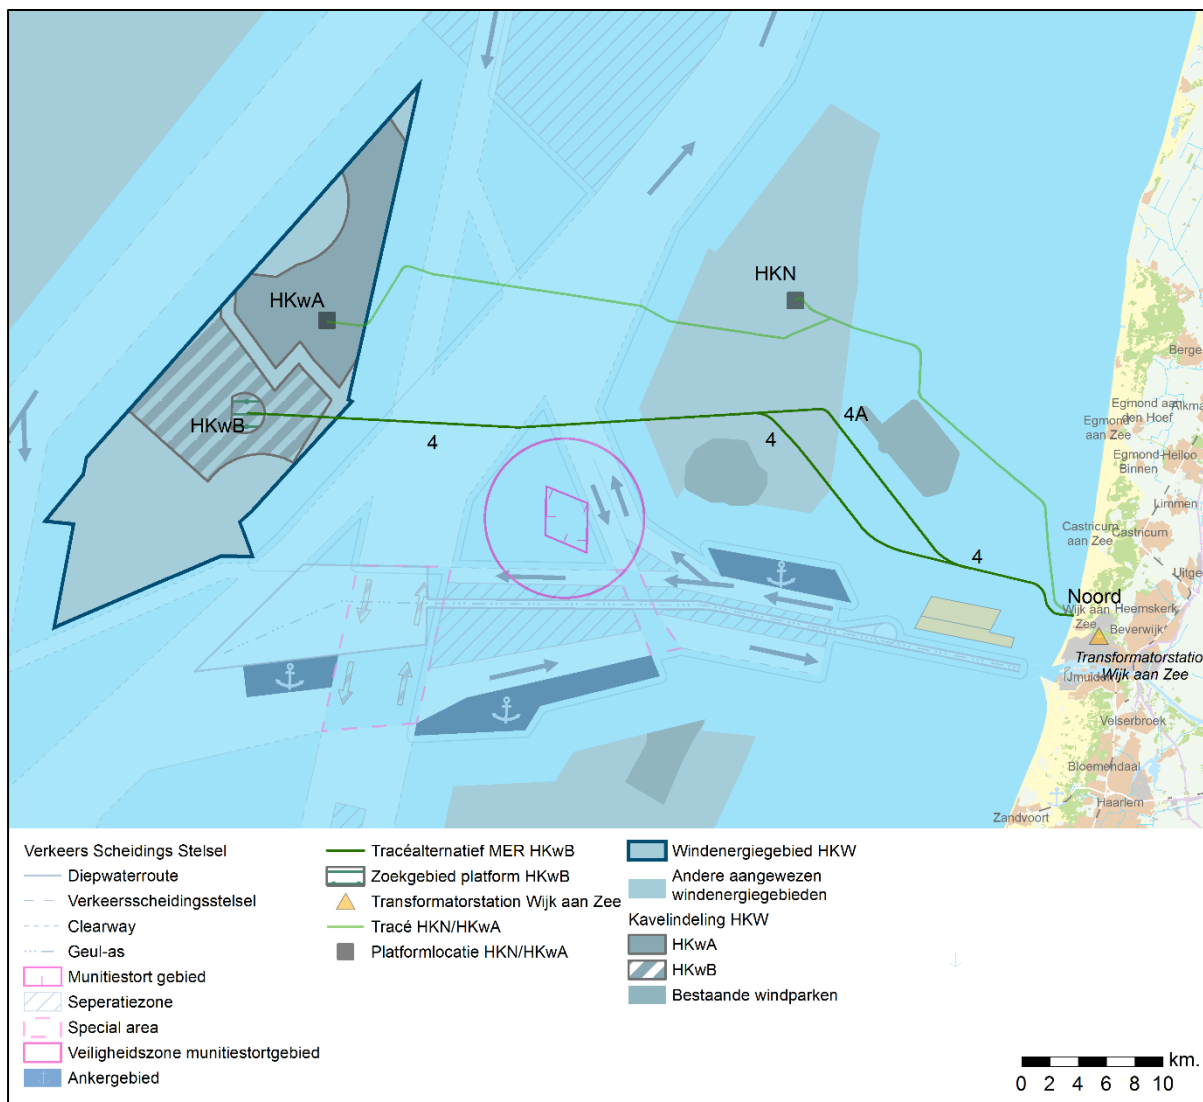 HKN
HKwA
Berge
4A
Egmond aan
den Hoef
Alkma
Egmond
aan Zee
HKwB
4
4
Egmond-Helloo
Binnen
Limmen
Castricum
aan Zee
Castricum
4
Uitge
Noord
Wijk aan
Zee
Heemskerk
Beverwijk
Transformatorstation
Wijk aan Zee
IJmuiden
Velserbroek
Bloemendaal
Haarlem
Zandvoort
Verkeers Scheidings Stelsel
Diepwaterroute
Verkeersscheidingsstelsel
Clearway
Geul-as
Munitiestort gebied
Seperatiezone
Special area
Veiligheidszone munitiestortgebied
Ankergebied
Tracéalternatief MER HKwB
Zoekgebied platform HKwB
Transformatorstation Wijk aan Zee
Tracé HKN/HKwA
Platformlocatie HKN/HKwA
Windenergiegebied HKW
Andere aangewezen
windenergiegebieden
Kavelindeling HKW
HKwA
HKwB
Bestaande windparken
km.
0 2 4 6 8 10